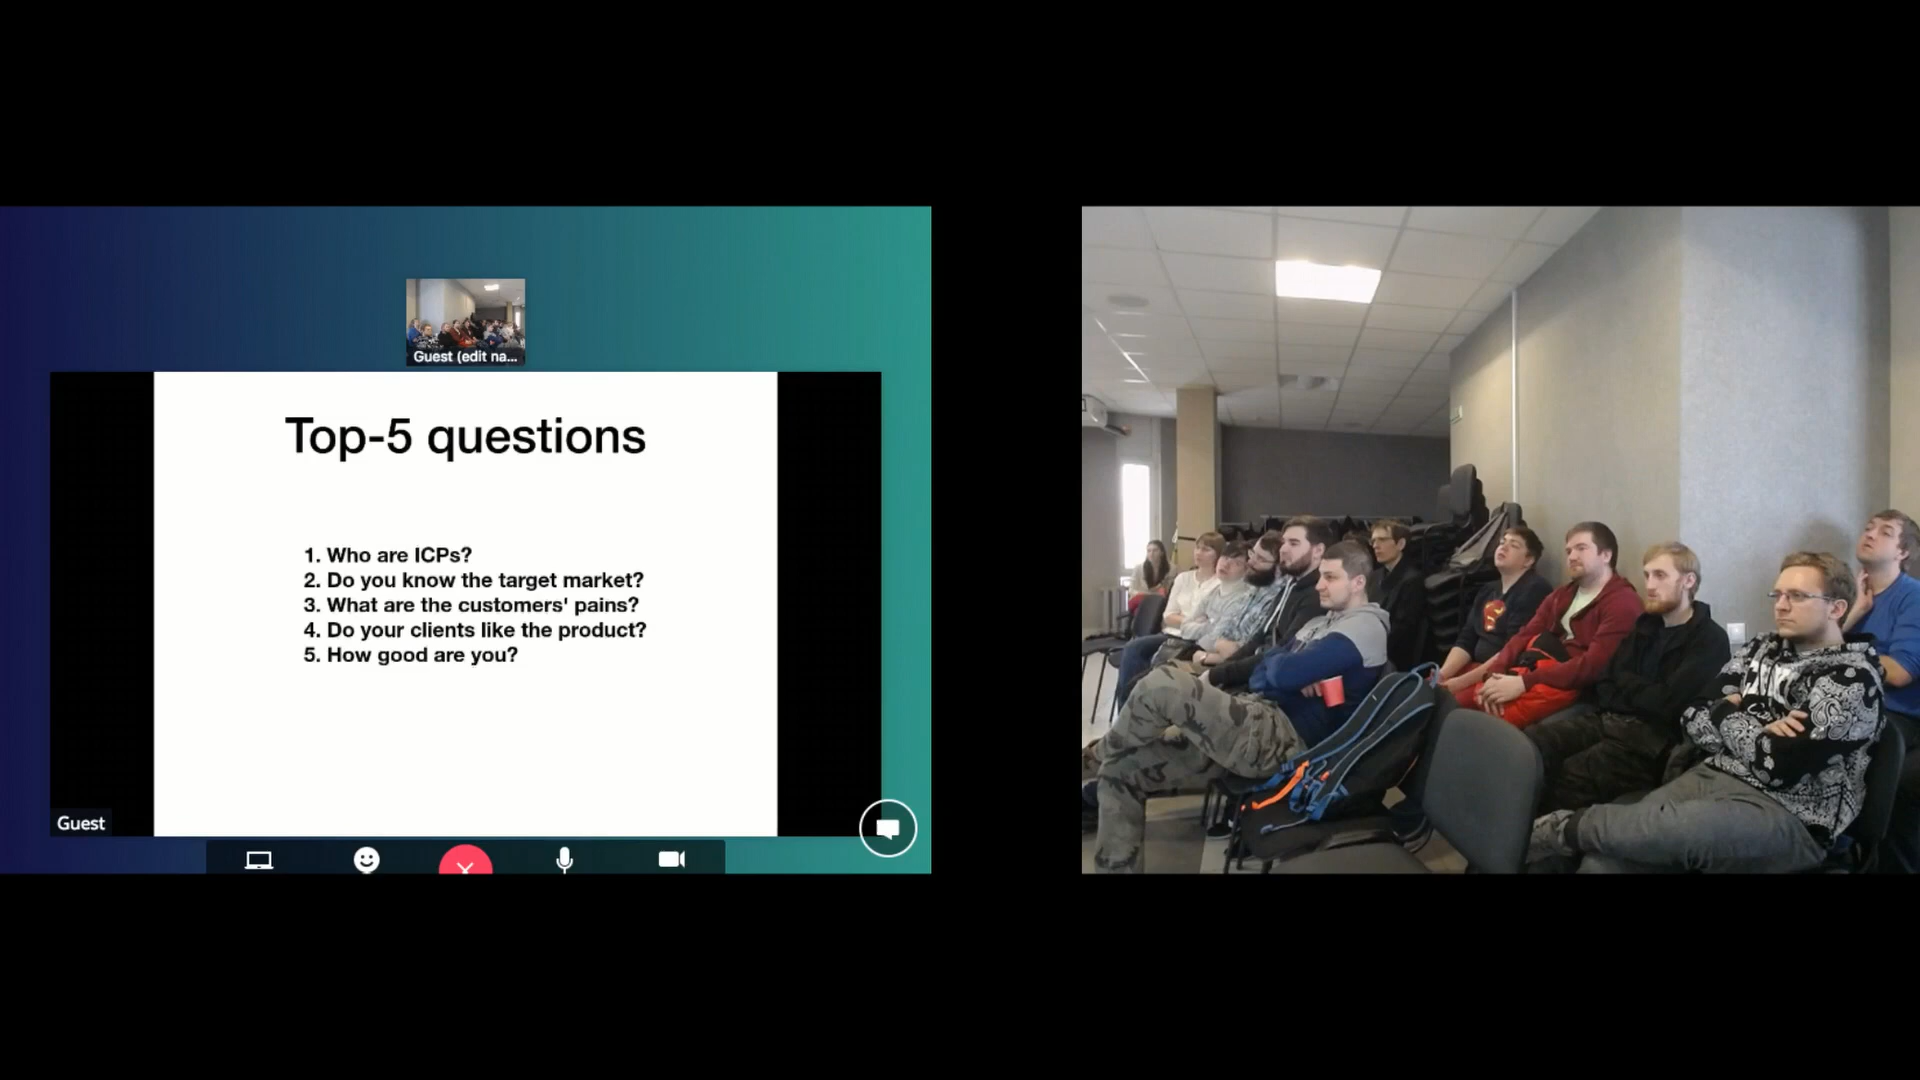 Guest (edit na...
Top-5 questions
1. Who are ICPs?
2. Do you know the target market?
3. What are the customers' pains?
4. Do your clients like the product?
5. How good are you?
Guest